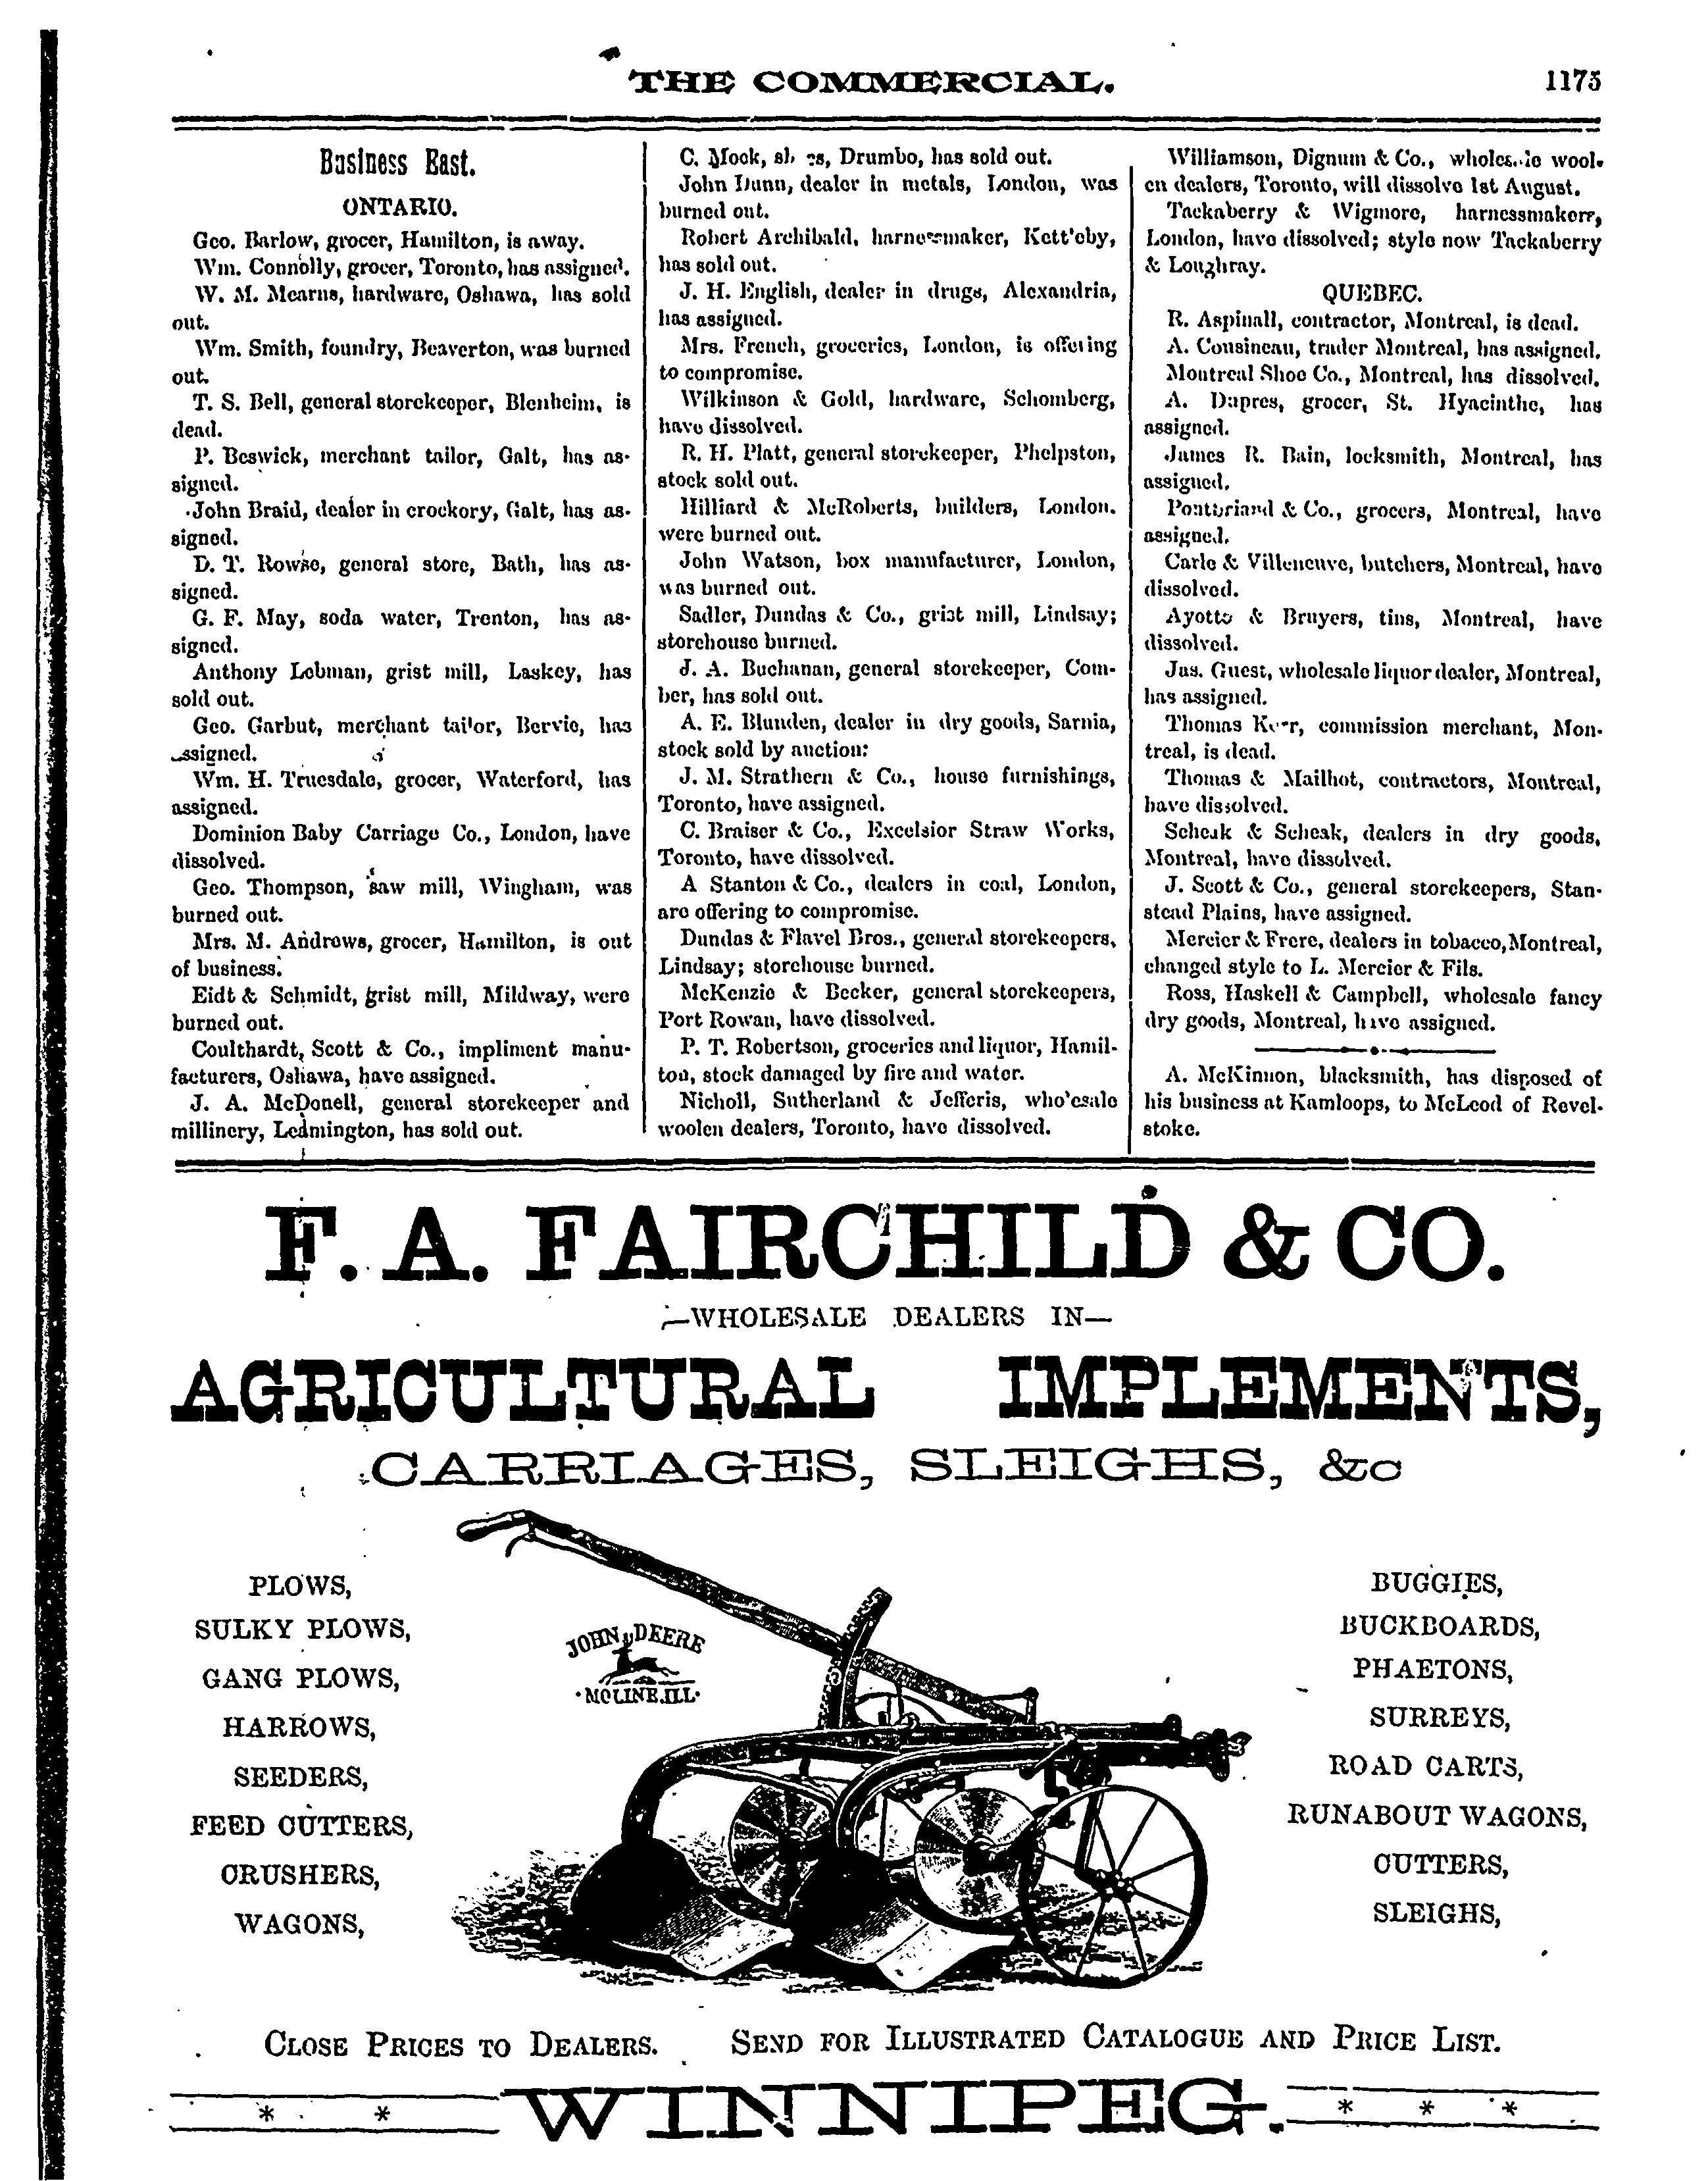 THE COMMERCIAL.
1175
Business East.
ONTARIO.
Geo. Barlow, grocer, Hamilton, is away.
Wm. Connolly, grocer, Toronto, has assigned.
W. M. Mearns, hardware, Oshawa, has sold
out.
Wm. Smith, foundry, Beaverton, was burned
out.
T. S. Bell, general storekeeper, Blenheim, is
dead.
P. Beswick, merchant tailor, Galt, has as-
signed.
John Braid, dealer in crockory, Galt, has as-
signed.
D. T. Rowse, general store, Bath, has as-
signed.
G. F. May, soda water, Trenton, has as-
signed.
Anthony Lobman, grist mill, Laskey, has
sold out.
Geo. Garbut, merchant tailor, Bervie, has
assigned.
Wm. H. Truesdale, grocer, Waterford, has
assigned.
Dominion Baby Carriage Co., London, have
dissolved.
Geo. Thompson, saw mill, Wingham, was
burned out.
Mrs. M. Andrews, grocer, Hamilton, is out
of business.
Eidt & Schmidt, grist mill, Mildway, were
burned out.
Coulthardt, Scott & Co., impliment manu-
facturers, Oshawa, have assigned.
J. A. McDonell, general storekeeper and
millinery, Leamington, has sold out.
C. Mock, shoes, Drumbo, has sold out.
John Dunn, dealer in metals, London, was
burned out.
Robert Archibald, harnessmaker, Kettleby,
has sold out.
J. H. English, dealer in drugs, Alexandria,
has assigned.
Mrs. French, groceries, London, is offering
to compromise.
Wilkinson & Gold, hardware, Schomberg,
have dissolved.
R. H. Platt, general storekeeper, Phelpston,
stock sold out.
Hilliard & McRoberts, builders, London.
were burned out.
John Watson, box manufacturer, London,
was burned out.
Sadler, Dundas & Co., grist mill, Lindsay;
storehouse burned.
J. A. Buchanan, general storekeeper, Com-
ber, has sold out.
A. E. Blunden, dealer in dry goods, Sarnia,
stock sold by auction:
J. M. Strathern & Co., house furnishings,
Toronto, have assigned.
C. Braiser & Co., Excelsior Straw Works,
Toronto, have dissolved.
A Stanton & Co., dealers in coal, London,
are offering to compromise.
Dundas & Flavel Bros., general storekeepers,
Lindsay; storehouse burned.
McKenzie & Becker, general storekeepers,
Port Rowan, have dissolved.
P. T. Robertson, groceries and liquor, Hamil-
ton, stock damaged by fire and water.
Nicholl, Sutherland & Jefferis, wholesale
woolen dealers, Toronto, have dissolved.
Williamson, Dignum & Co., wholesale wool-
en dealers, Toronto, will dissolve 1st August.
Tackaberry & Wigmore, harnessmakers,
London, have dissolved; style now Tackaberry
& Loughray.
QUEBEC.
R. Aspinall, contractor, Montreal, is dead.
A. Cousineau, trader Montreal, has assigned.
Montreal Shoe Co., Montreal, has dissolved.
A. Dupres, grocer, St. Hyacinthe, has
assigned.
James R. Bain, locksmith, Montreal, has
assigned.
Pontbriand & Co., grocers, Montreal, have
assigned.
Carle & Villeneuve, butchers, Montreal, have
dissolved.
Ayotte & Bruyers, tins, Montreal, have
dissolved.
Jas. Guest, wholesale liquor dealer, Montreal,
has assigned.
Thomas commission merchant, Mon-
treal, is dead.
Thomas & Mailhot, contractors, Montreal,
have dissolved.
Scheak & Scheak, dealers in dry goods,
Montreal, have dissolved.
J. Scott & Co., general storekeepers, Stan-
stead Plains, have assigned.
Mercier & Frere, dealers in tobacco, Montreal,
changed style to L. Mercier & Fils.
Ross, Haskell & Campbell, wholesale fancy
dry goods, Montreal, have assigned.
A. McKinnon, blacksmith, has disposed of
his business at Kamloops, to McLeod of Revel-
stoke.
F. A. FAIRCHILD & CO.
—WHOLESALE DEALERS IN—
AGRICULTURAL IMPLEMENTS,
CARRIAGES, SLEIGHS, &c
PLOWS,
SULKY PLOWS,
GANG PLOWS,
HARROWS,
SEEDERS,
FEED CUTTERS,
CRUSHERS,
WAGONS,
JOHN DEERE
MOLINE.ILL
BUGGIES,
BUCKBOARDS,
PHAETONS,
SURREYS,
ROAD CARTS,
RUNABOUT WAGONS,
CUTTERS,
SLEIGHS,
CLOSE PRICES TO DEALERS. SEND FOR ILLUSTRATED CATALOGUE AND PRICE LIST.
* * WINNIPEG. * * *